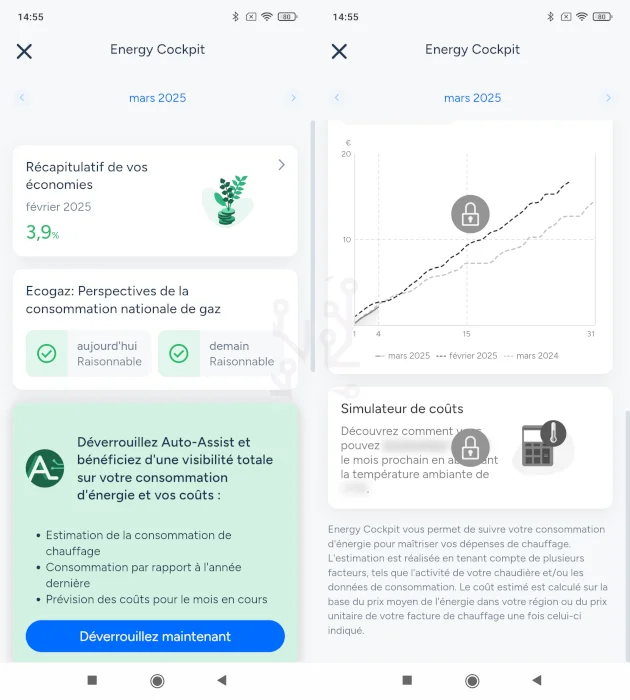 14:55
80
Energy Cockpit
mars 2025
Récapitulatif de vos
économies
février 2025
3,9%
Ecogaz: Perspectives de la
consommation nationale de gaz
aujourd'hui
Raisonnable
demain
Raisonnable
Déverrouillez Auto-Assist et
bénéficiez d'une visibilité totale
sur votre consommation
d'énergie et vos coûts :
• Estimation de la consommation de
chauffage
• Consommation par rapport à l'année
dernière
• Prévision des coûts pour le mois en cours
Déverrouillez maintenant
14:55
80
Energy Cockpit
mars 2025
€
20
10
1 4 15 31
mars 2025 février 2025 mars 2024
Simulateur de coûts
Découvrez comment
pouvez
le mois prochain en
la température ambiante de
Energy Cockpit vous permet de suivre votre consommation
d'énergie pour maîtriser vos dépenses de chauffage.
L'estimation est réalisée en tenant compte de plusieurs
facteurs, tels que l'activité de votre chaudière et/ou les
données de consommation. Le coût estimé est calculé sur la
base du prix moyen de l'énergie dans votre région ou du prix
unitaire de votre facture de chauffage une fois celui-ci
indiqué.